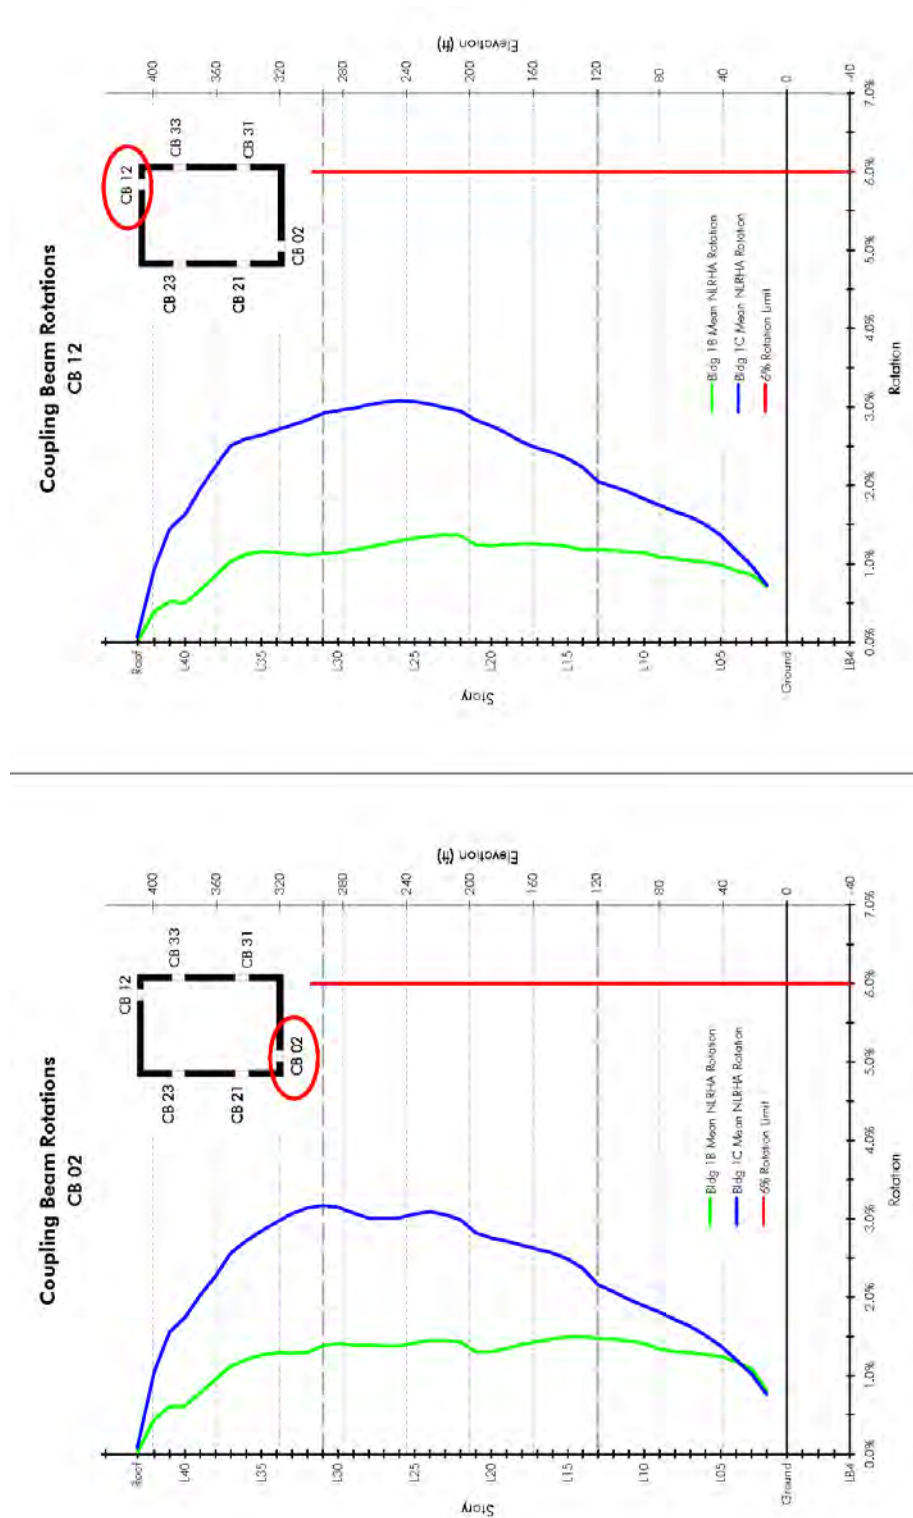 Coupling Beam Rotations
CB 02
Story
Roof
L40
L35
L30
L25
L20
L15
L10
L05
Ground
LB4
CB 12
CB 23
CB 33
CB 21
CB 31
CB 02
Bldg 1B Mean NLRHA Rotation
Bldg 1C Mean NLRHA Rotation
6% Rotation Limit
400
360
320
280
240
200
160
120
80
40
0
-40
Elevation (ft)
0.0% 1.0% 2.0% 3.0% 4.0% 5.0% 6.0% 7.0%
Rotation
Coupling Beam Rotations
CB 12
Story
Roof
L40
L35
L30
L25
L20
L15
L10
L05
Ground
LB4
CB 12
CB 23
CB 33
CB 21
CB 31
CB 02
Bldg 1B Mean NLRHA Rotation
Bldg 1C Mean NLRHA Rotation
6% Rotation Limit
400
360
320
280
240
200
160
120
80
40
0
-40
Elevation (ft)
0.0% 1.0% 2.0% 3.0% 4.0% 5.0% 6.0% 7.0%
Rotation